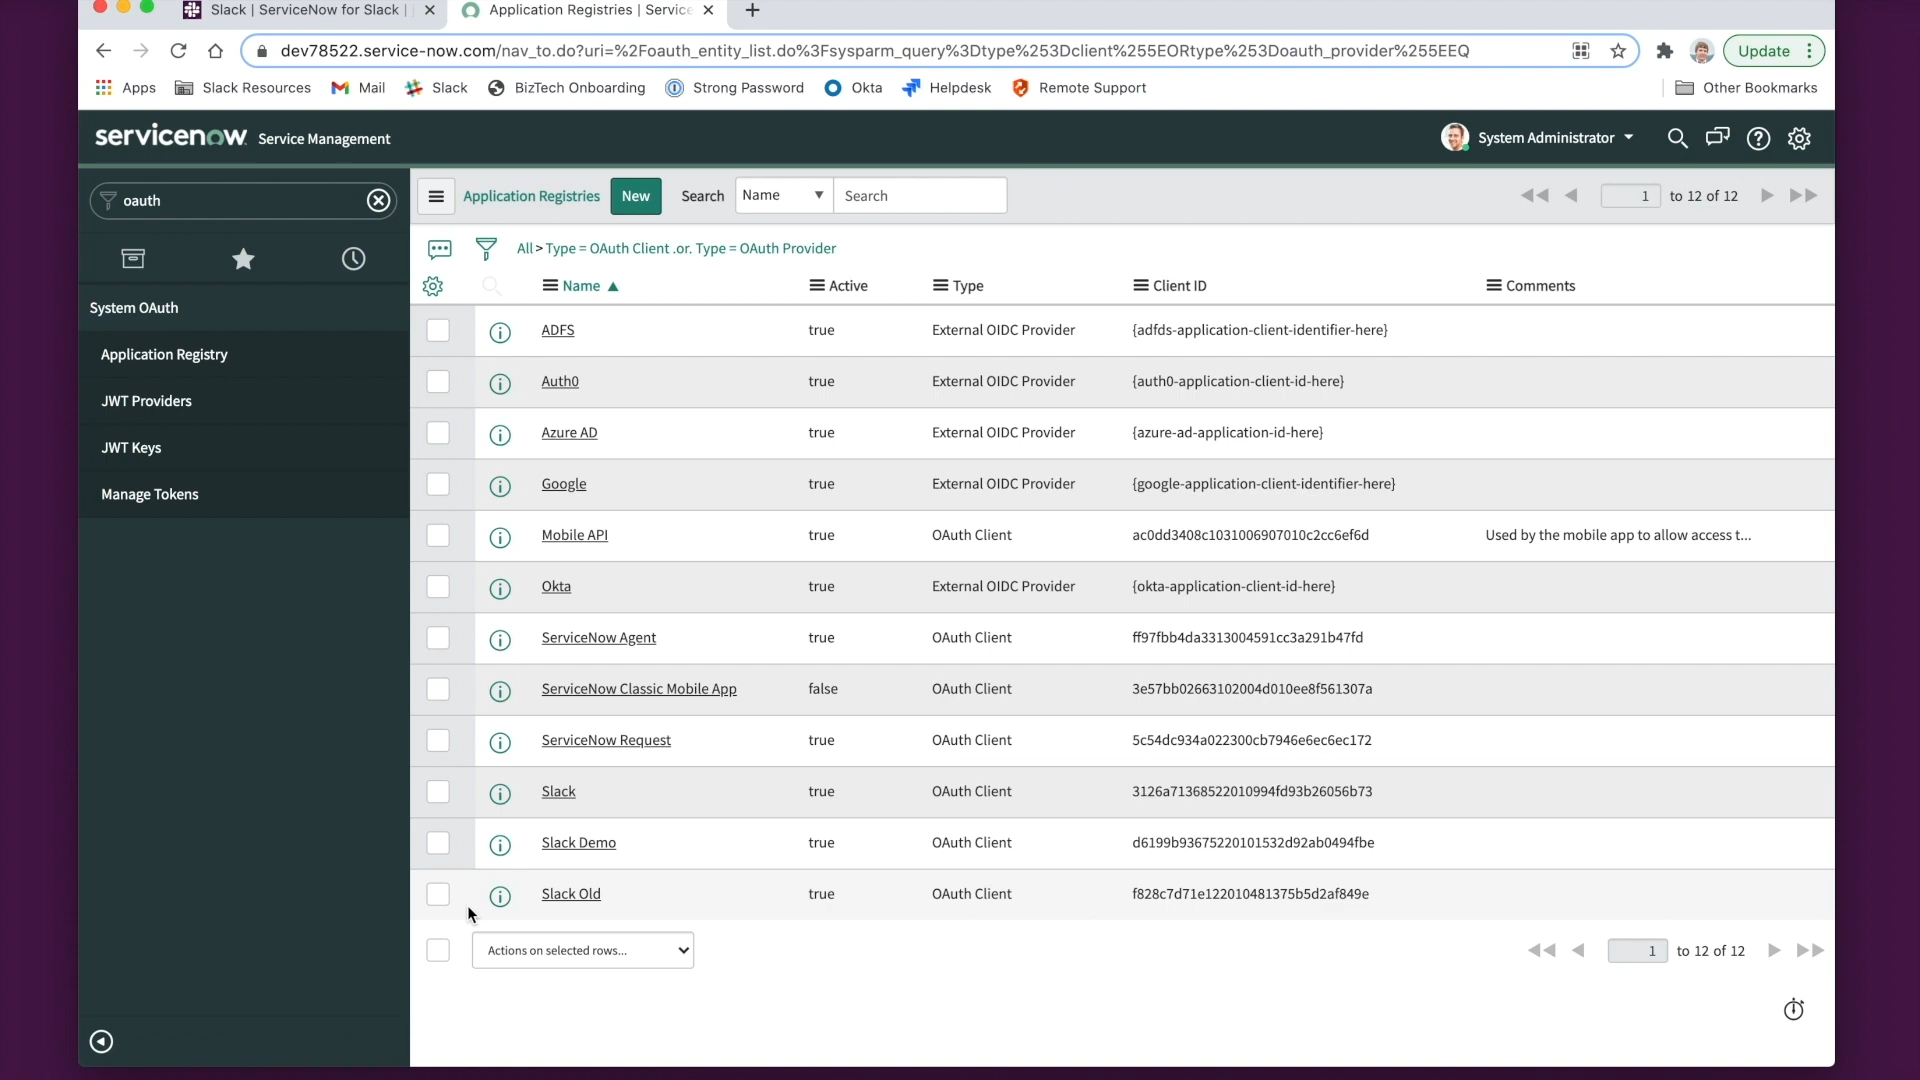 Slack | ServiceNow for Slack |
Application Registries | Service
dev78522.service-now.com/nav_to.do?uri=%2Foauth_entity_list.do%3Fsysparm_query%3Dtype%253Dclient%255EORtype%253Doauth_provider%255EEQ
Update
Apps Slack Resources Mail Slack BizTech Onboarding Strong Password Okta Helpdesk Remote Support Other Bookmarks
servicenow Service Management
System Administrator
oauth
System OAuth
Application Registry
JWT Providers
JWT Keys
Manage Tokens
Application Registries New Search Name Search 1 to 12 of 12
All > Type = OAuth Client .or. Type = OAuth Provider
Name Active Type Client ID Comments
ADFS true External OIDC Provider {adfds-application-client-identifier-here}
Auth0 true External OIDC Provider {auth0-application-client-id-here}
Azure AD true External OIDC Provider {azure-ad-application-id-here}
Google true External OIDC Provider {google-application-client-identifier-here}
Mobile API true OAuth Client ac0dd3408c1031006907010c2cc6ef6d Used by the mobile app to allow access t...
Okta true External OIDC Provider {okta-application-client-id-here}
ServiceNow Agent true OAuth Client ff97fbb4da3313004591cc3a291b47fd
ServiceNow Classic Mobile App false OAuth Client 3e57bb02663102004d010ee8f561307a
ServiceNow Request true OAuth Client 5c54dc934a022300cb7946e6ec6ec172
Slack true OAuth Client 3126a71368522010994fd93b26056b73
Slack Demo true OAuth Client d6199b93675220101532d92ab0494fbe
Slack Old true OAuth Client f828c7d71e122010481375b5d2af849e
Actions on selected rows... 1 to 12 of 12